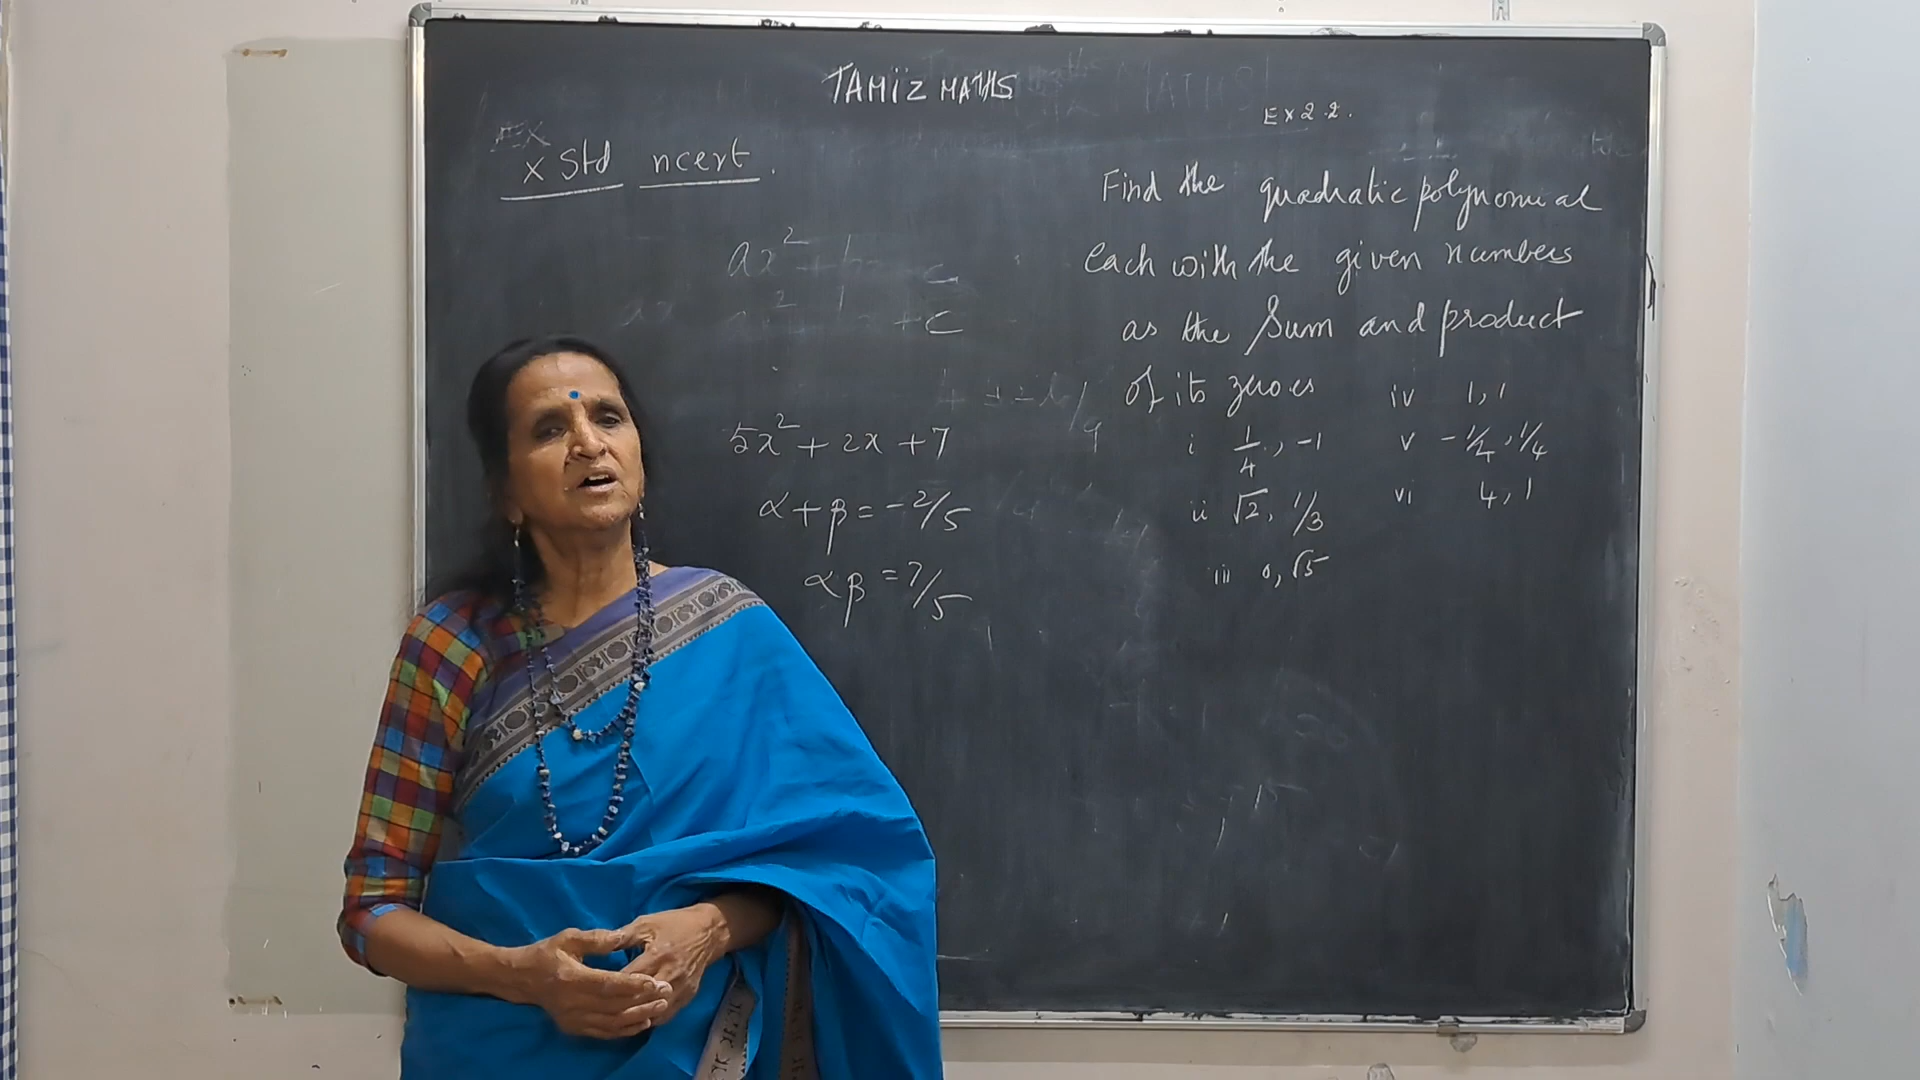 TAMIZ MATHS
EX 2.2.
X Std ncert.
Find the quadratic polynomial
each with the given numbers
as the Sum and product
of its zeroes
i 1/4, -1
ii √2, 1/3
iii 0, √5
iv 1, 1
v -1/4, 1/4
vi 4, 1
ax² + b c
+ c
5x² + 2x + 7
α + β = -2/5
αβ = 7/5